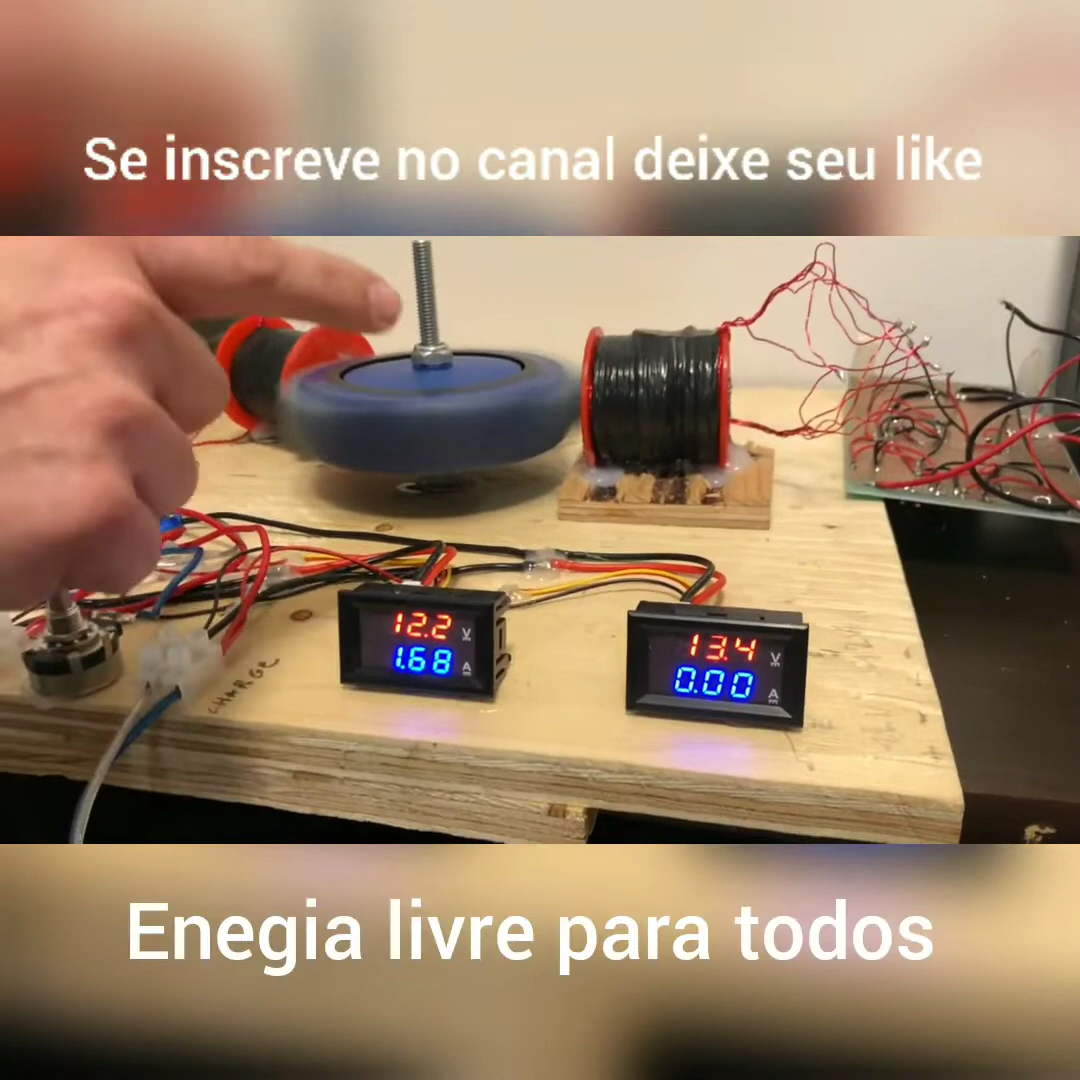 Se inscreve no canal deixe seu like
12.2 V
1.68 A
13.4 V
0.00 A
CHARGE
Enegia livre para todos